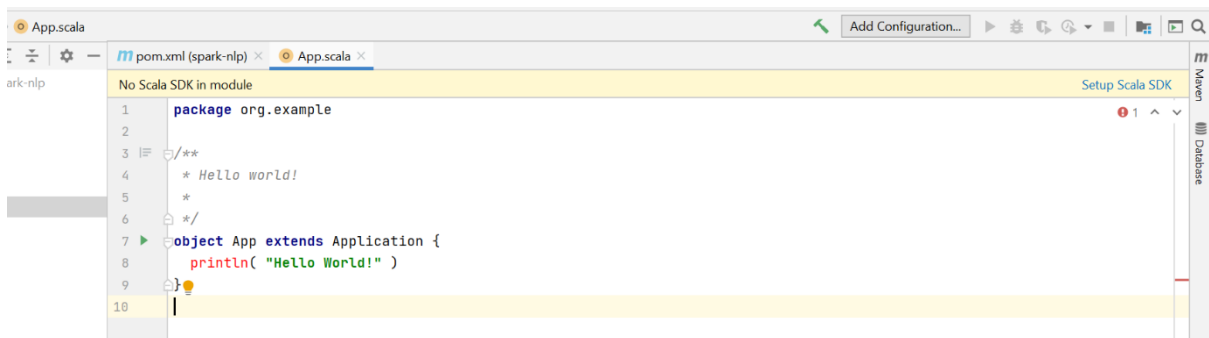 App.scala
Add Configuration...
m pom.xml (spark-nlp) × App.scala ×
ark-nlp
No Scala SDK in module
Setup Scala SDK
1 package org.example
1
2
3 /**
4 * Hello world!
5 *
6 */
7 object App extends Application {
8 println( "Hello World!" )
9 }
10
m Maven
Database